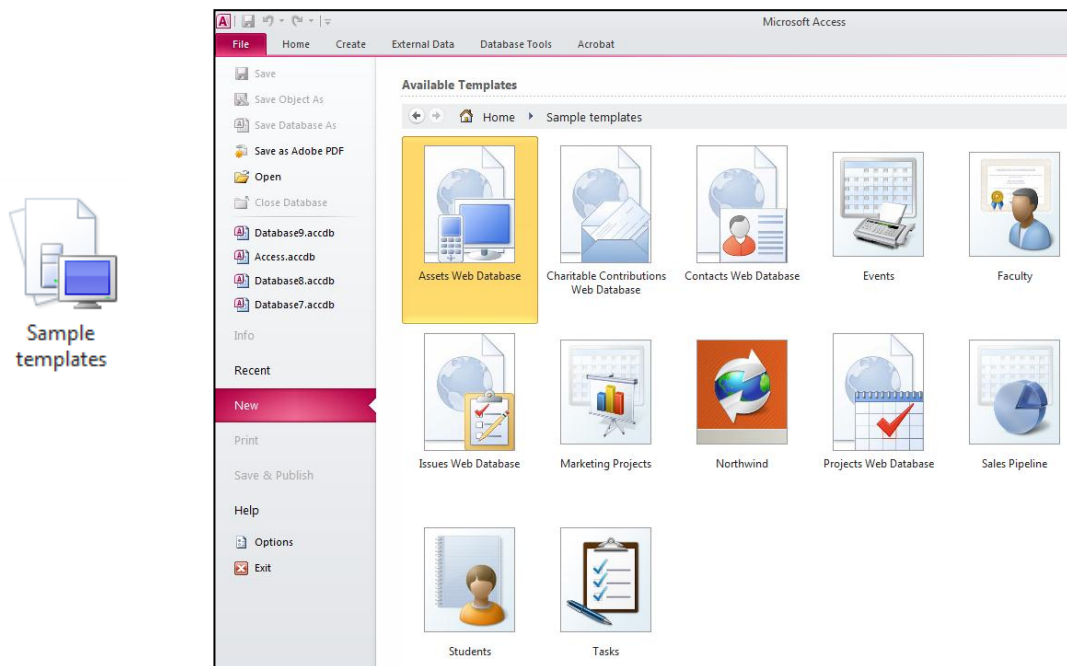 Sample
templates
A
Microsoft Access
File Home Create External Data Database Tools Acrobat
Save
Save Object As
Save Database As
Save as Adobe PDF
Open
Close Database
Database9.accdb
Access.accdb
Database8.accdb
Database7.accdb
Info
Recent
New
Print
Save & Publish
Help
Options
Exit
Available Templates
Home Sample templates
Assets Web Database
Charitable Contributions
Web Database
Contacts Web Database
Events
Faculty
Issues Web Database
Marketing Projects
Northwind
Projects Web Database
Sales Pipeline
Students
Tasks